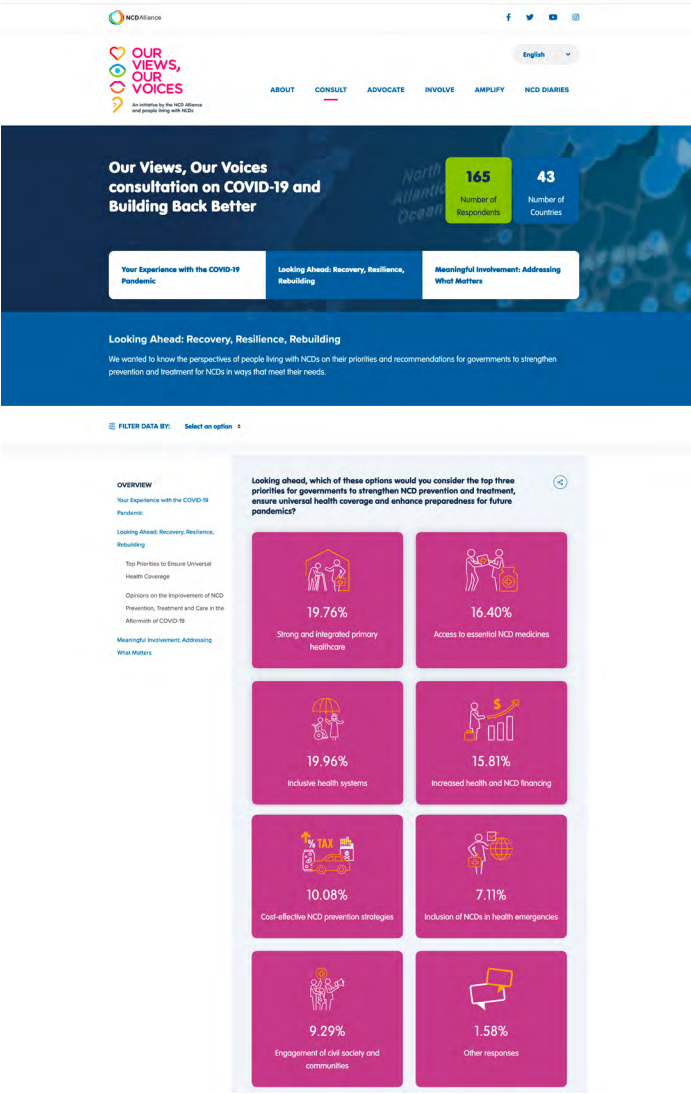 NCDAlliance
OUR
VIEWS,
OUR
VOICES
An initiative by the NCD Alliance
and people living with NCDs
English
ABOUT CONSULT ADVOCATE INVOLVE AMPLIFY NCD DIARIES
Our Views, Our Voices
consultation on COVID-19 and
Building Back Better
North
Atlantic
Ocean
AFRICA
165
Number of
Respondents
43
Number of
Countries
Your Experience with the COVID-19
Pandemic
Looking Ahead: Recovery, Resilience,
Rebuilding
Meaningful Involvement: Addressing
What Matters
Looking Ahead: Recovery, Resilience, Rebuilding
We wanted to know the perspectives of people living with NCDs on their priorities and recommendations for governments to strengthen
prevention and treatment for NCDs in ways that meet their needs.
FILTER DATA BY: Select an option
OVERVIEW
Your Experience with the COVID-19
Pandemic
Looking Ahead: Recovery, Resilience,
Rebuilding
Top Priorities to Ensure Universal
Health Coverage
Opinions on the Improvement of NCD
Prevention, Treatment and Care in the
Aftermath of COVID-19
Meaningful Involvement: Addressing
What Matters
Looking ahead, which of these options would you consider the top three
priorities for governments to strengthen NCD prevention and treatment,
ensure universal health coverage and enhance preparedness for future
pandemics?
19.76%
Strong and integrated primary
healthcare
16.40%
Access to essential NCD medicines
19.96%
Inclusive health systems
$
15.81%
Increased health and NCD financing
% TAX
10.08%
Cost-effective NCD prevention strategies
7.11%
Inclusion of NCDs in health emergencies
9.29%
Engagement of civil society and
communities
1.58%
Other responses